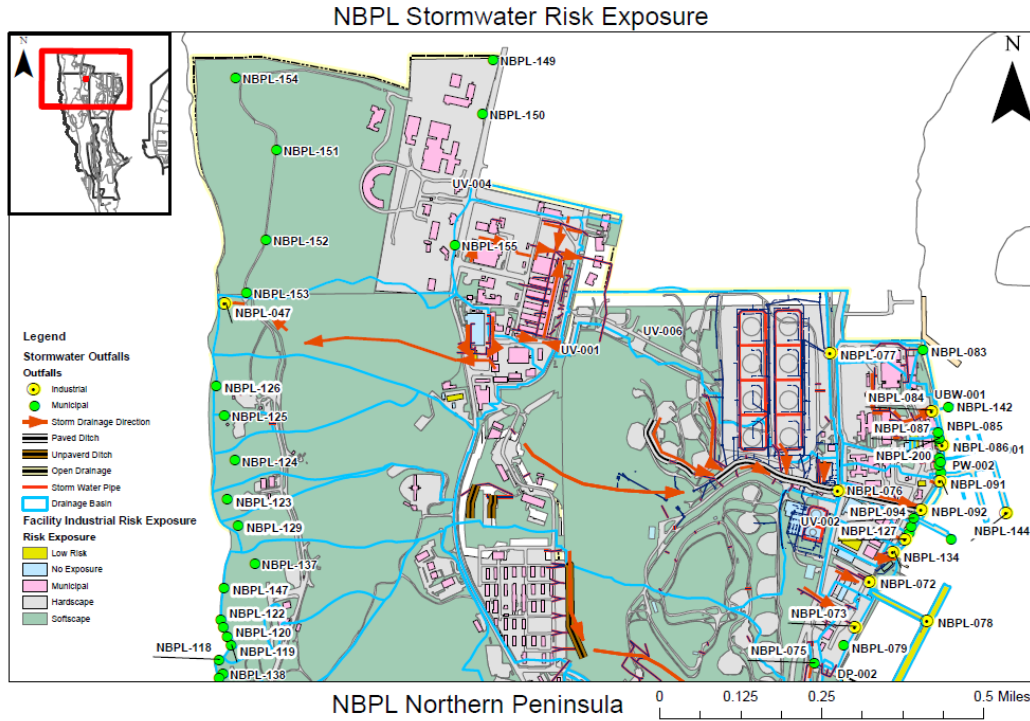 NBPL Stormwater Risk Exposure
N
N
NBPL-149
NBPL-154
NBPL-150
NBPL-151
UV-004
NBPL-152
NBPL-155
NBPL-153
NBPL-047
UV-006
UV-001
NBPL-077
NBPL-083
NBPL-126
NBPL-084
UBW-001
NBPL-142
NBPL-125
NBPL-087
NBPL-085
NBPL-086
01
NBPL-200
PW-002
NBPL-124
NBPL-091
NBPL-076
NBPL-123
NBPL-094
NBPL-092
UV-002
NBPL-129
NBPL-127
NBPL-144
NBPL-134
NBPL-137
NBPL-072
NBPL-147
NBPL-073
NBPL-078
NBPL-122
NBPL-120
NBPL-118
NBPL-119
NBPL-079
NBPL-075
NBPL-138
DP-002
Legend
Stormwater Outfalls
Outfalls
Industrial
Municipal
Storm Drainage Direction
Paved Ditch
Unpaverd Ditch
Open Drainage
Storm Water Pipe
Drainage Basin
Facility Industrial Risk Exposure
Risk Exposure
Low Risk
No Exposure
Municipal
Hardscape
Softscape
NBPL Northern Peninsula
0 0.125 0.25 0.5 Miles